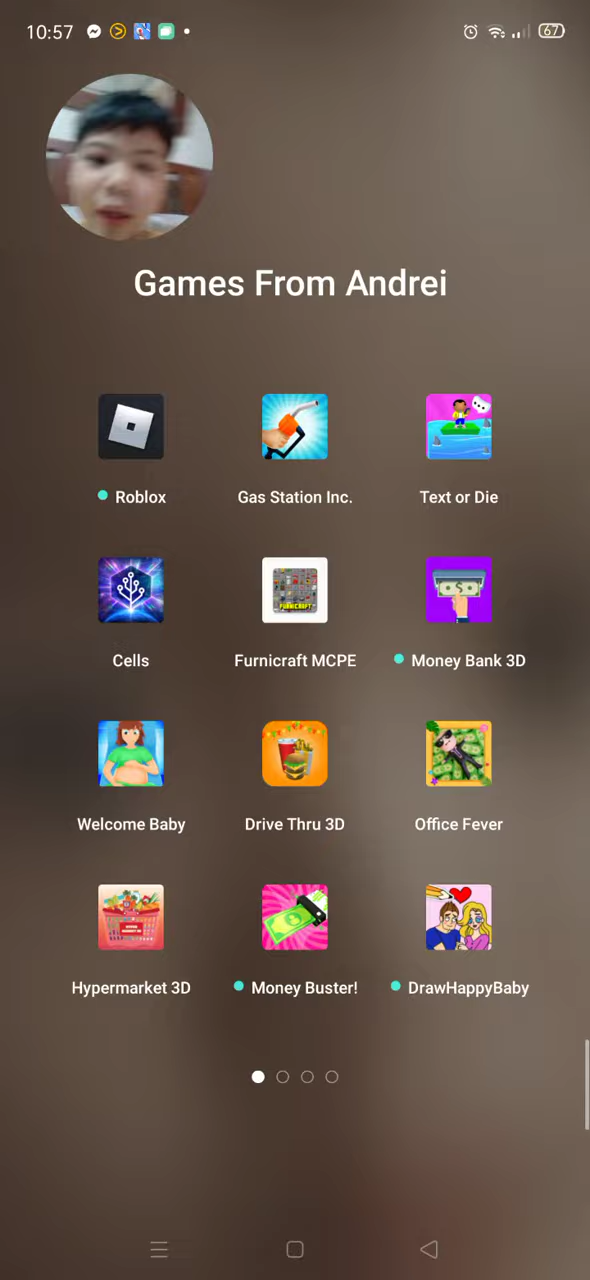 10:57
67
Games From Andrei
Roblox
Gas Station Inc.
Text or Die
Cells
FURNICRAFT
Furnicraft MCPE
Money Bank 3D
Welcome Baby
Drive Thru 3D
Office Fever
Hypermarket 3D
Money Buster!
DrawHappyBaby